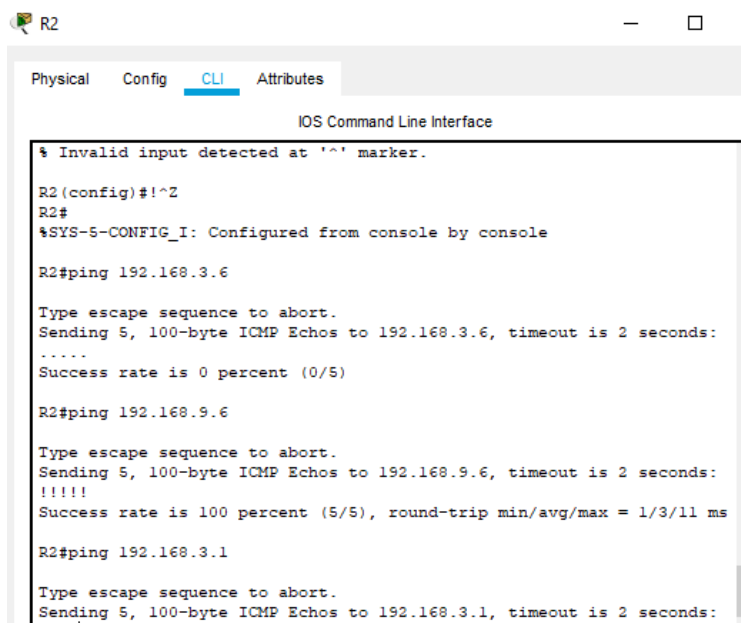 R2
Physical Config CLI Attributes
IOS Command Line Interface
% Invalid input detected at '^' marker.
R2(config)#!^Z
R2#
%SYS-5-CONFIG_I: Configured from console by console
R2#ping 192.168.3.6
Type escape sequence to abort.
Sending 5, 100-byte ICMP Echos to 192.168.3.6, timeout is 2 seconds:
.....
Success rate is 0 percent (0/5)
R2#ping 192.168.9.6
Type escape sequence to abort.
Sending 5, 100-byte ICMP Echos to 192.168.9.6, timeout is 2 seconds:
!!!!!
Success rate is 100 percent (5/5), round-trip min/avg/max = 1/3/11 ms
R2#ping 192.168.3.1
Type escape sequence to abort.
Sending 5, 100-byte ICMP Echos to 192.168.3.1, timeout is 2 seconds: